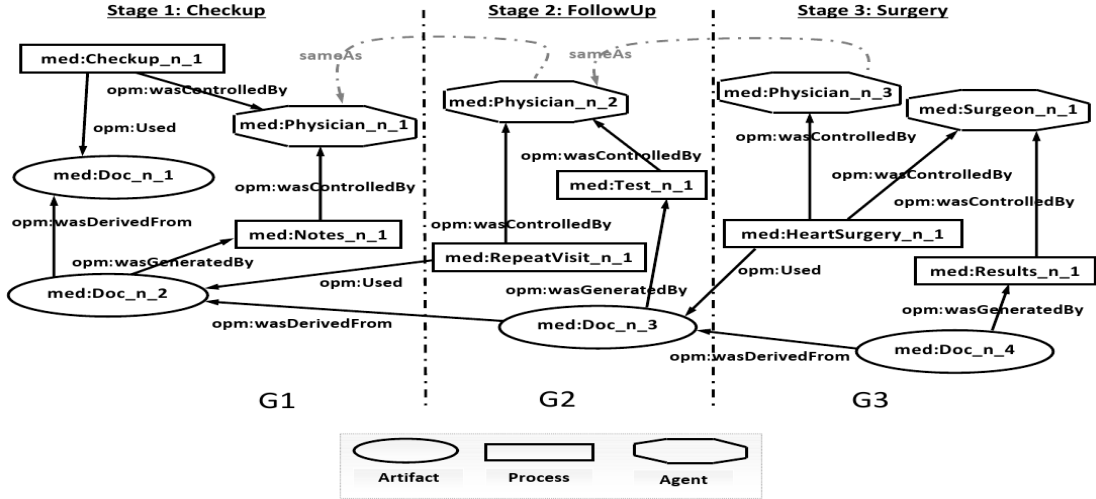 Stage 1: Checkup
Stage 2: FollowUp
Stage 3: Surgery
med:Checkup_n_1
sameAs
sameAs
opm:wasControlledBy
med:Physician_n_1
med:Physician_n_2
med:Physician_n_3
med:Surgeon_n_1
opm:Used
opm:wasControlledBy
opm:wasControlledBy
med:Doc_n_1
opm:wasControlledBy
med:Test_n_1
opm:wasControlledBy
opm:wasControlledBy
opm:wasDerivedFrom
med:Notes_n_1
opm:wasControlledBy
med:HeartSurgery_n_1
opm:wasGeneratedBy
med:RepeatVisit_n_1
opm:Used
med:Results_n_1
med:Doc_n_2
opm:Used
opm:wasGeneratedBy
opm:wasGeneratedBy
opm:wasDerivedFrom
med:Doc_n_3
opm:wasDerivedFrom
med:Doc_n_4
G1
G2
G3
Artifact
Process
Agent